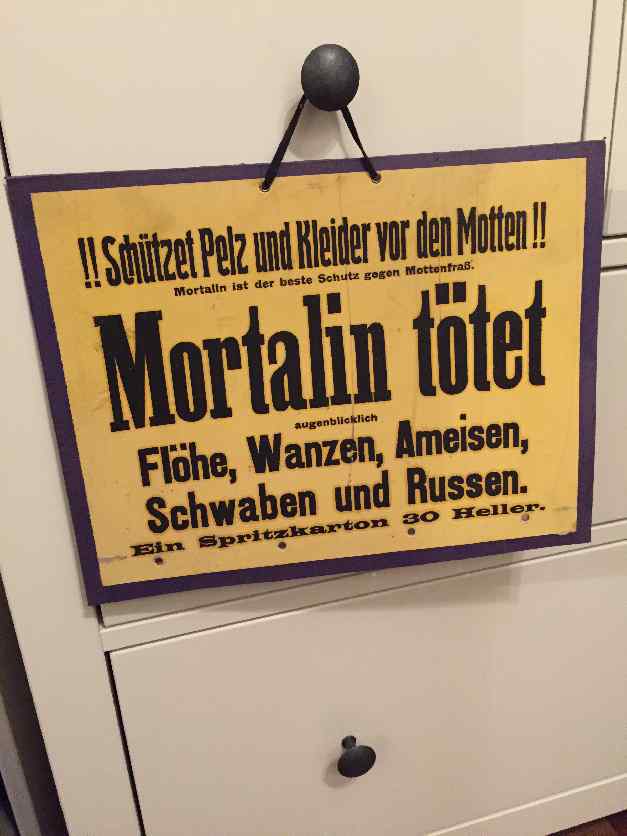 !! Schützet Pelz und Kleider vor den Motten !!
Mortalin ist der beste Schutz gegen Mottenfraß.
Mortalin tötet
augenblicklich
Flöhe, Wanzen, Ameisen,
Schwaben und Russen.
Ein Spritzkarton 30 Heller.